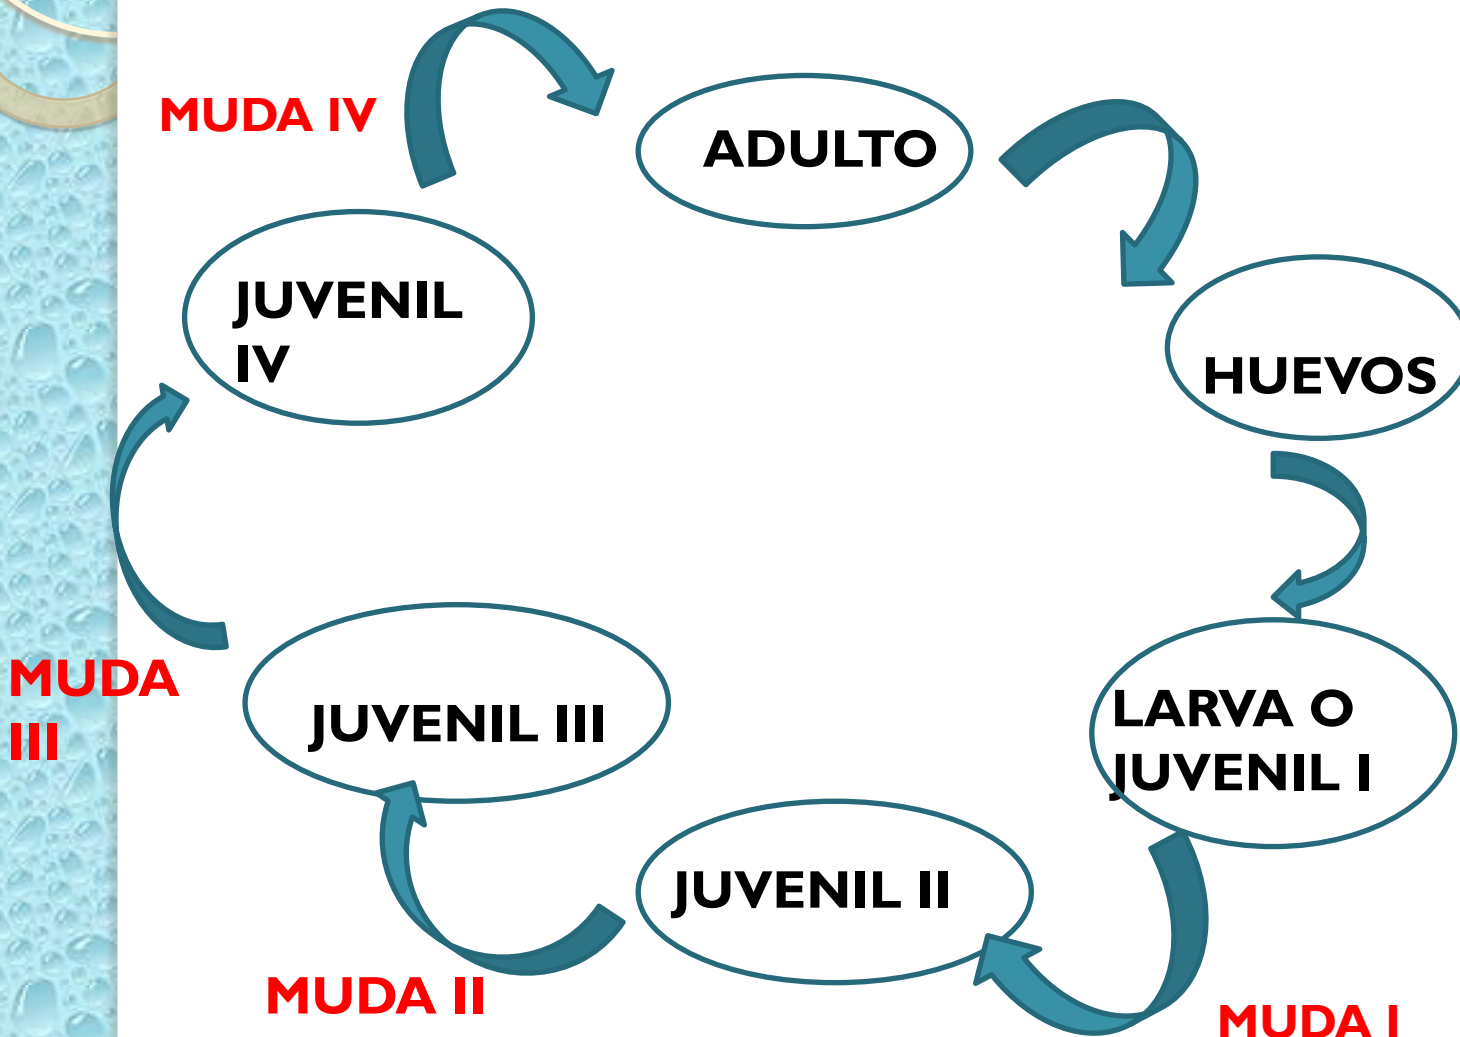 MUDA IV
ADULTO
JUVENIL
IV
HUEVOS
MUDA
III
JUVENIL III
LARVA O
JUVENIL I
JUVENIL II
MUDA II
MUDA I